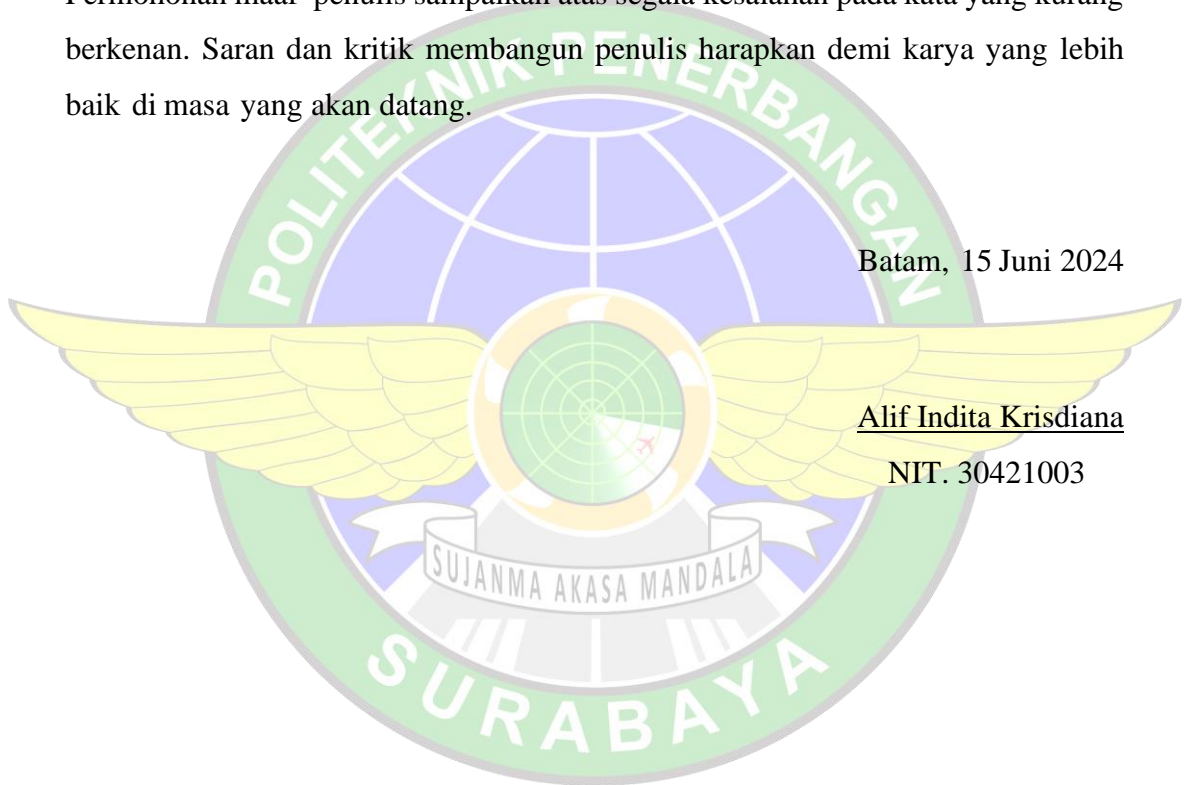 Permohonan maaf penulis sampaikan atas segala kesalahan pada kata yang kurang
berkenan. Saran dan kritik membangun penulis harapkan demi karya yang lebih
baik di masa yang akan datang.
POLITEKNIK PENERBANGAN
Batam, 15 Juni 2024
Alif Indita Krisdiana
NIT. 30421003
SUJANMA AKASA MANDALA
SURABAYA